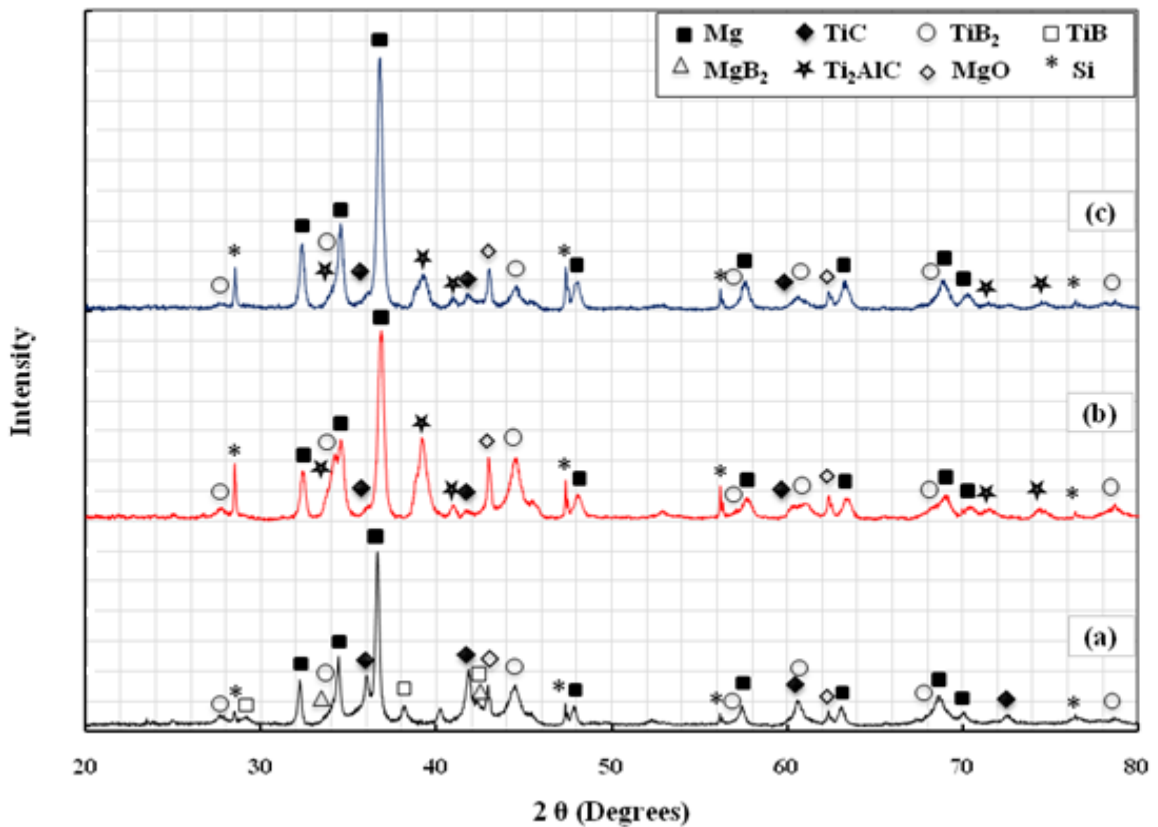 Mg TiC TiB₂ TiB
MgB₂ Ti₂AlC MgO Si
(c)
(b)
(a)
Intensity
20 30 40 50 60 70 80
2 θ (Degrees)